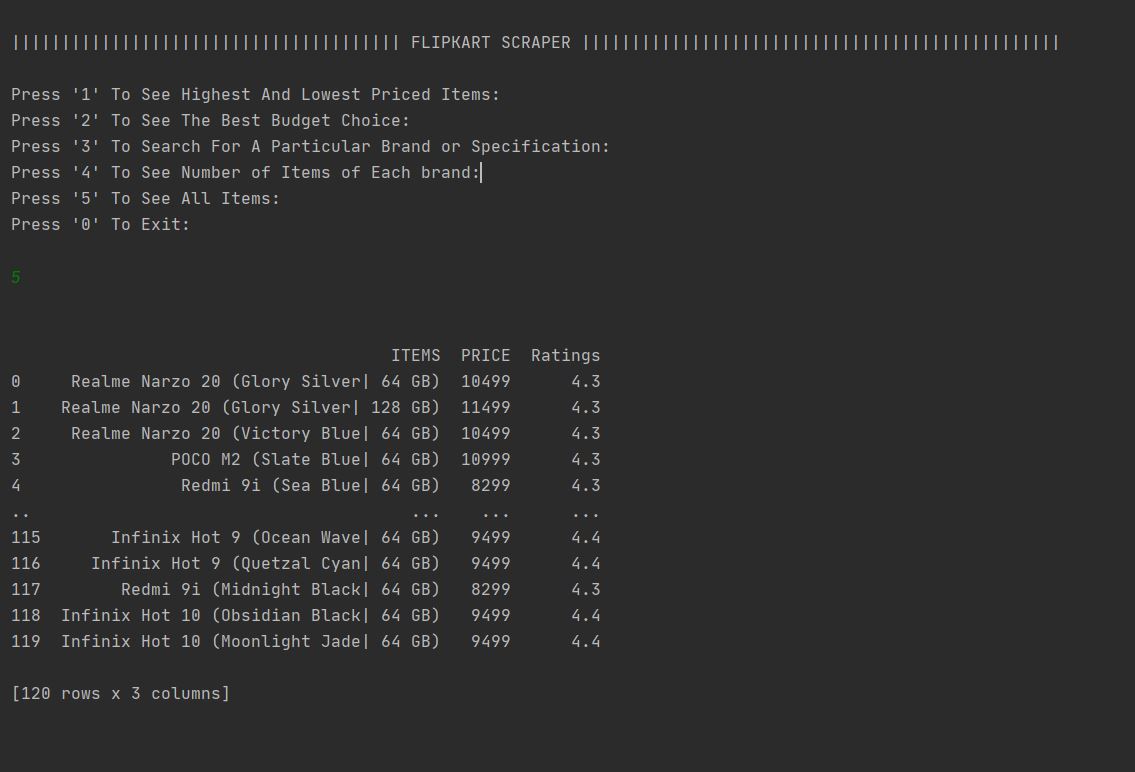 ||||||||||||||||||||||||||||||||||||||| FLIPKART SCRAPER ||||||||||||||||||||||||||||||||||||||||||||||||
Press '1' To See Highest And Lowest Priced Items:
Press '2' To See The Best Budget Choice:
Press '3' To Search For A Particular Brand or Specification:
Press '4' To See Number of Items of Each brand:
Press '5' To See All Items:
Press '0' To Exit:
5
ITEMS PRICE Ratings
0 Realme Narzo 20 (Glory Silver| 64 GB) 10499 4.3
1 Realme Narzo 20 (Glory Silver| 128 GB) 11499 4.3
2 Realme Narzo 20 (Victory Blue| 64 GB) 10499 4.3
3 POCO M2 (Slate Blue| 64 GB) 10999 4.3
4 Redmi 9i (Sea Blue| 64 GB) 8299 4.3
.. ... ... ...
115 Infinix Hot 9 (Ocean Wave| 64 GB) 9499 4.4
116 Infinix Hot 9 (Quetzal Cyan| 64 GB) 9499 4.4
117 Redmi 9i (Midnight Black| 64 GB) 8299 4.3
118 Infinix Hot 10 (Obsidian Black| 64 GB) 9499 4.4
119 Infinix Hot 10 (Moonlight Jade| 64 GB) 9499 4.4
[120 rows x 3 columns]